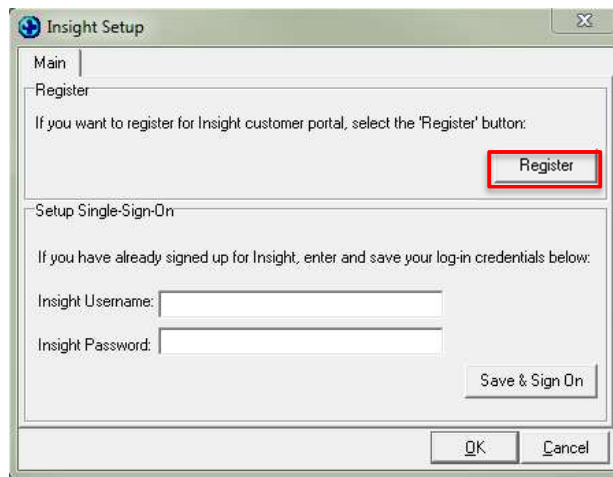 Insight Setup
Main
Register
If you want to register for Insight customer portal, select the 'Register' button:
Register
Setup Single-Sign-On
If you have already signed up for Insight, enter and save your log-in credentials below:
Insight Username:
Insight Password:
Save & Sign On
OK Cancel